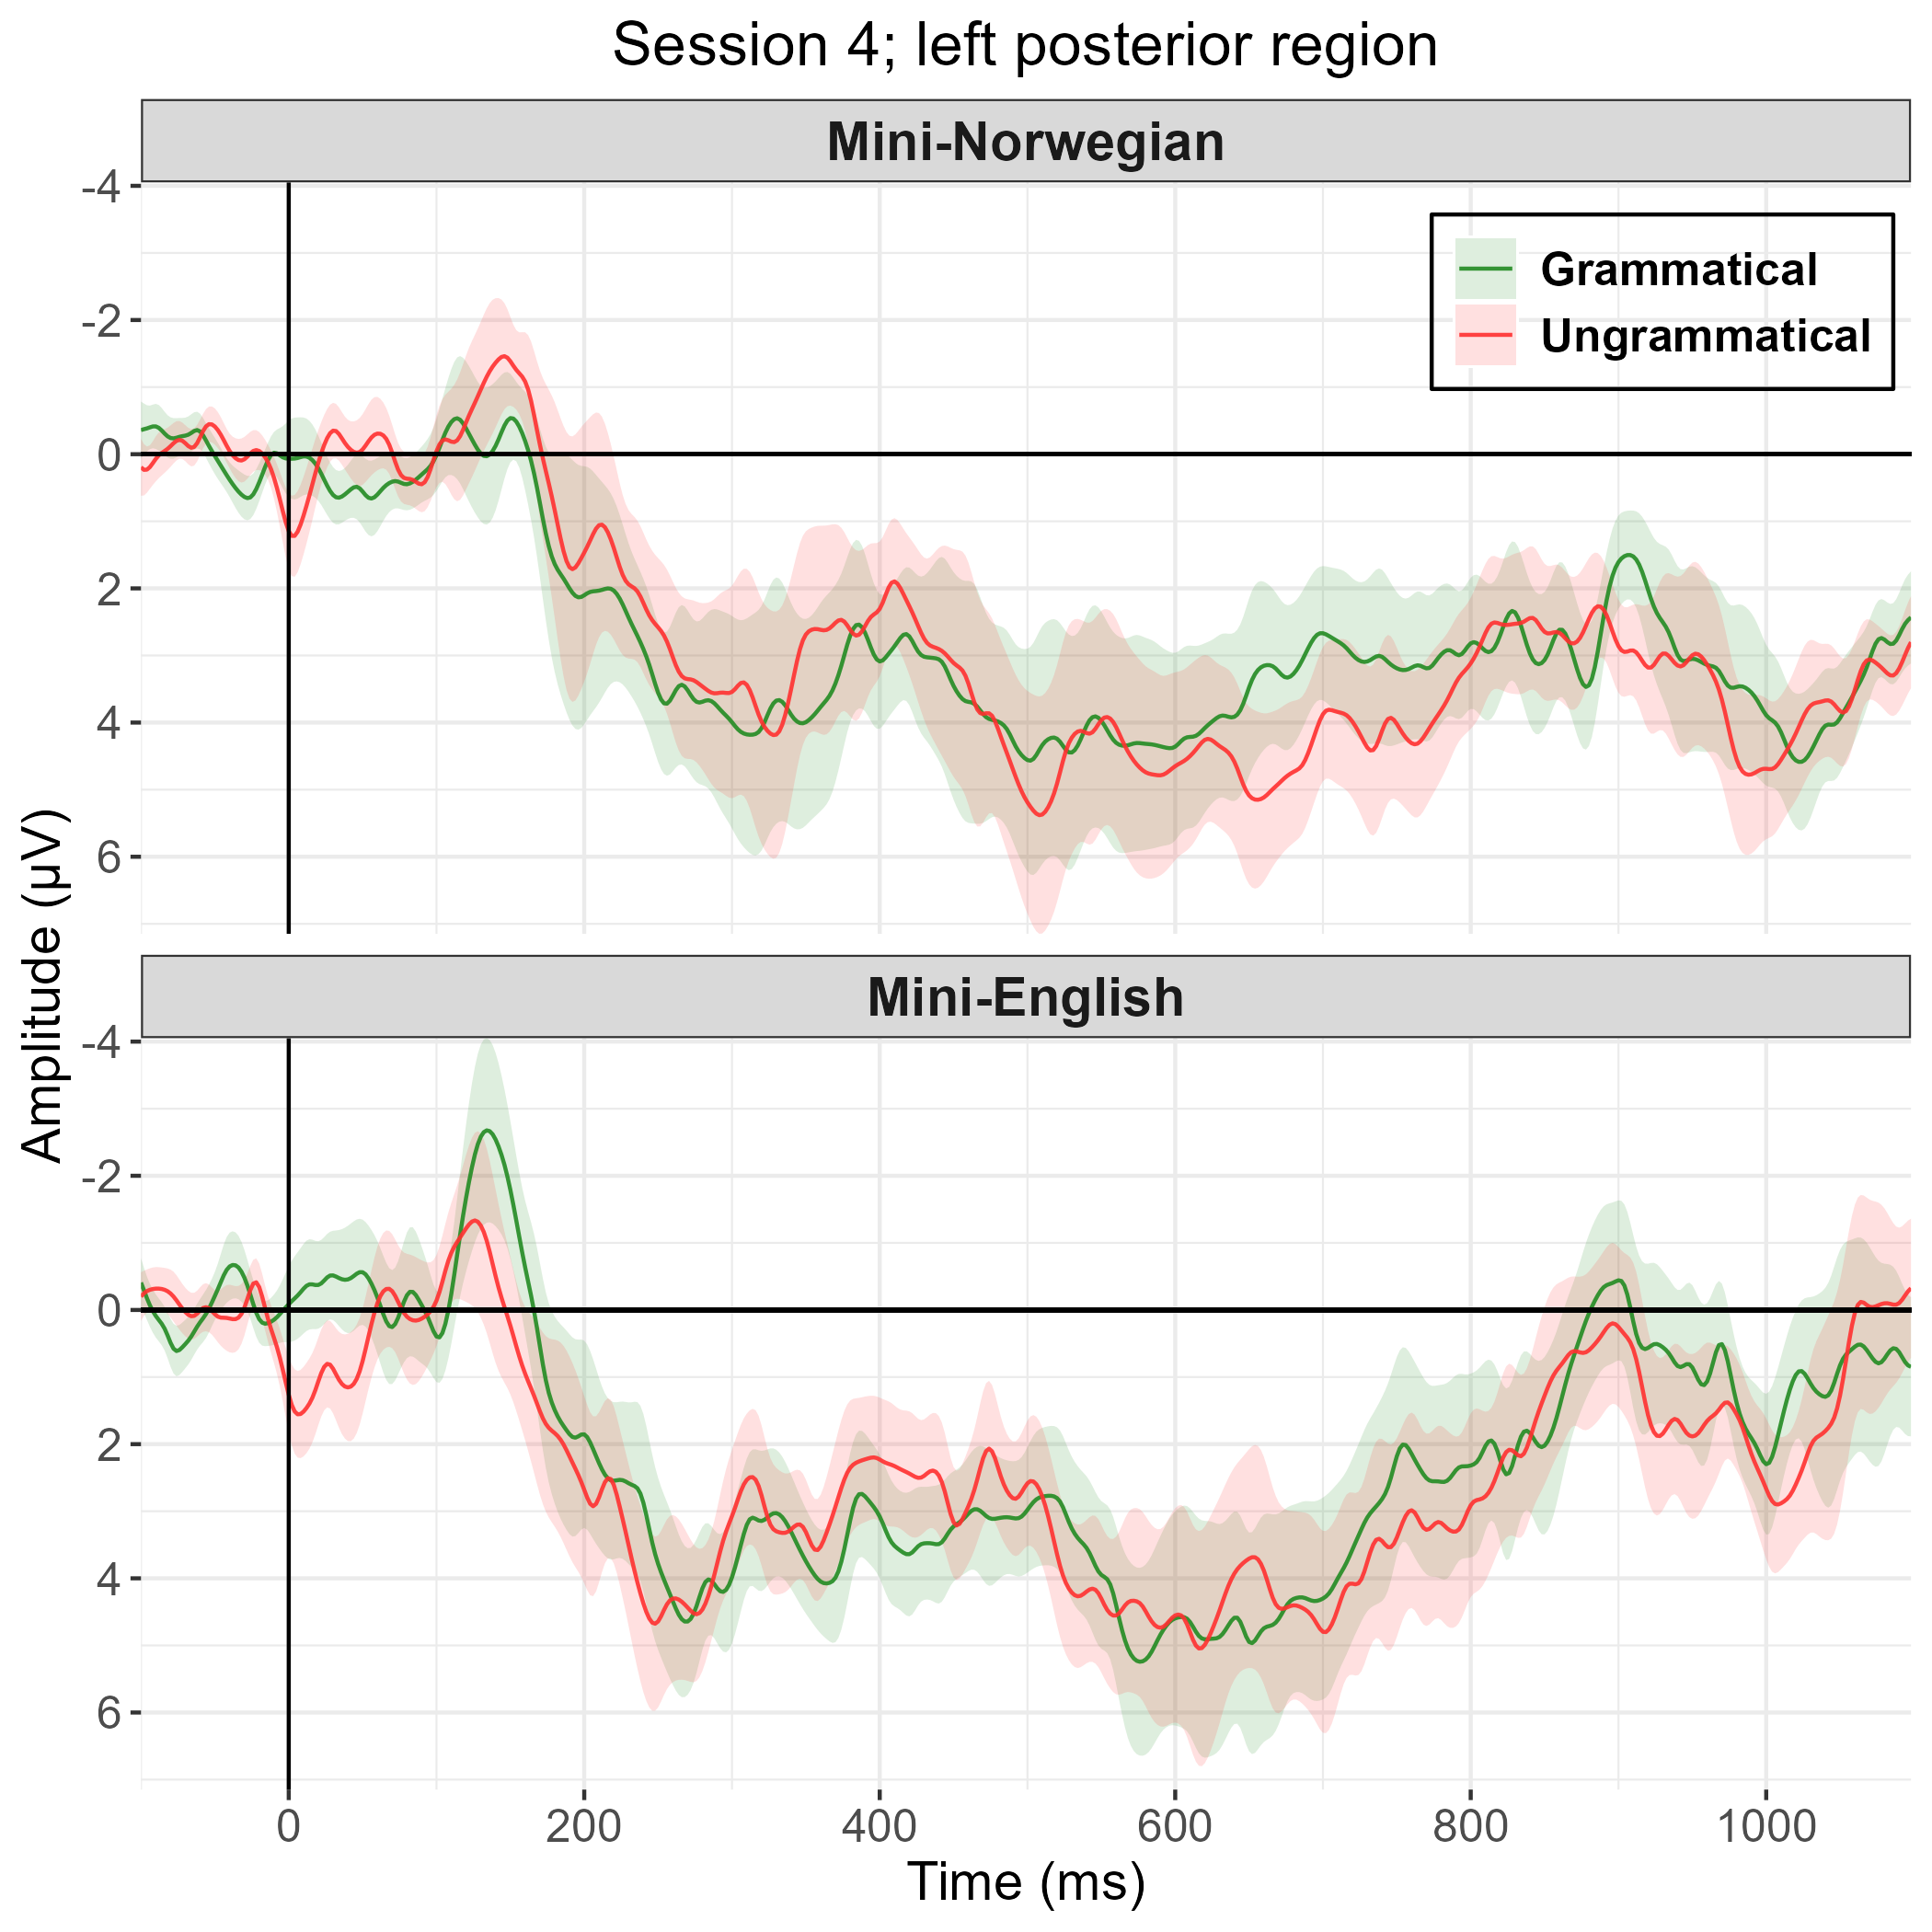 Session 4; left posterior region
Mini-Norwegian
-4
-2
0
2
4
6
Grammatical
Ungrammatical
Amplitude (µV)
Mini-English
-4
-2
0
2
4
6
0 200 400 600 800 1000
Time (ms)